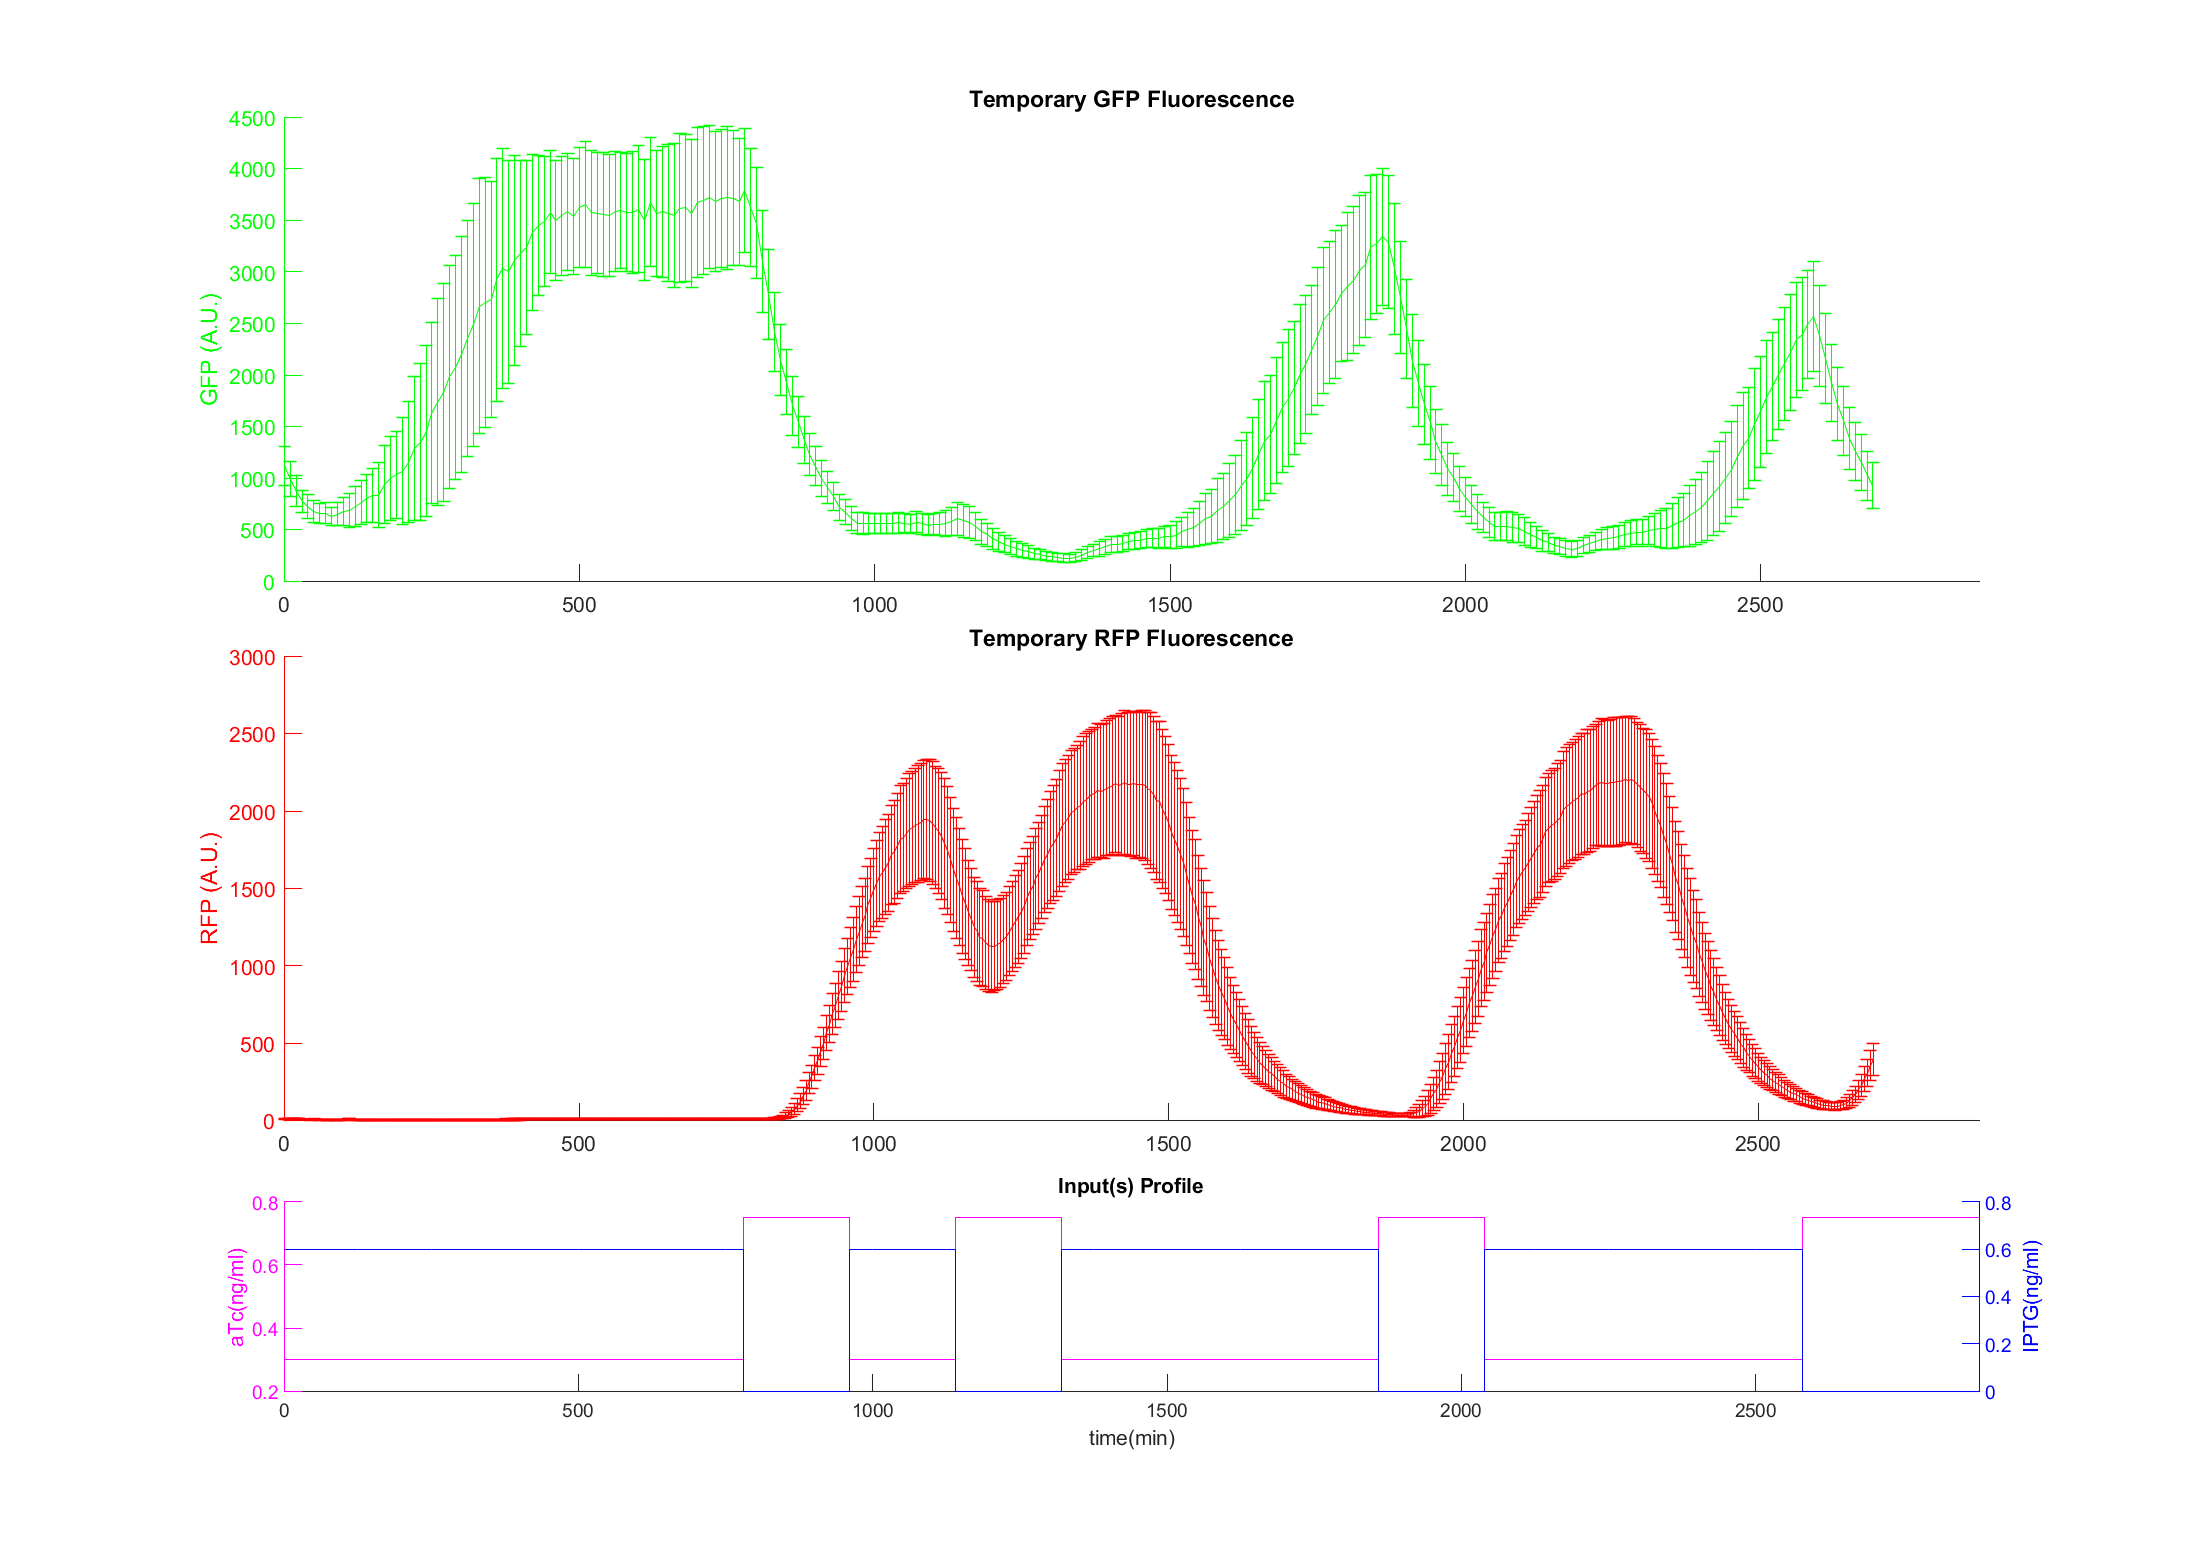 Temporary GFP Fluorescence
4500
4000
3500
3000
2500
2000
1500
1000
500
0
GFP (A.U.)
0 500 1000 1500 2000 2500
Temporary RFP Fluorescence
3000
2500
2000
1500
1000
500
0
RFP (A.U.)
0 500 1000 1500 2000 2500
Input(s) Profile
0.8
0.6
0.4
0.2
aTc(ng/ml)
0.8
0.6
0.4
0.2
0
IPTG(ng/ml)
0 500 1000 1500 2000 2500
time(min)